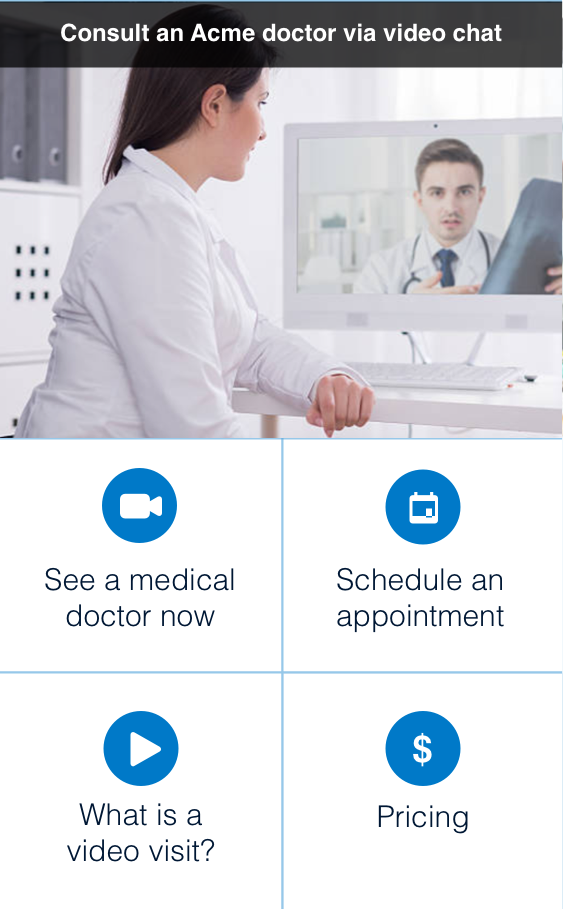 Consult an Acme doctor via video chat
See a medical
doctor now
Schedule an
appointment
$
What is a
video visit?
Pricing